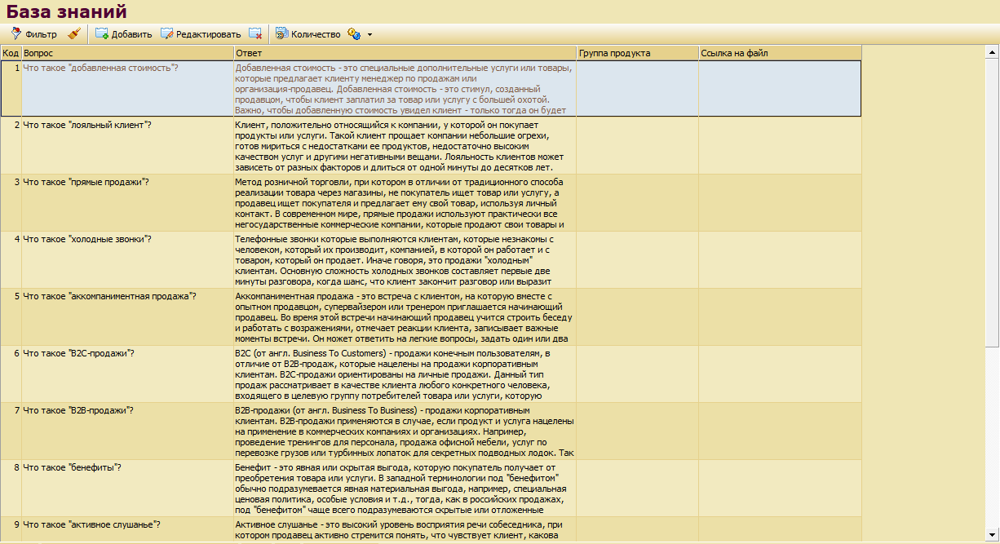 База знаний
Фильтр Добавить Редактировать Количество
Код Вопрос Ответ Группа продукта Ссылка на файл
1 Что такое "добавленная стоимость"? Добавленная стоимость - это специальные дополнительные услуги или товары,
которые предлагает клиенту менеджер по продажам или
организация-продавец. Добавленная стоимость - это стимул, созданный
продавцом, чтобы клиент заплатил за товар или услугу с большей охотой.
Важно, чтобы добавленную стоимость увидел клиент - только тогда он будет
2 Что такое "лояльный клиент"? Клиент, положительно относящийся к компании, у которой он покупает
продукты или услуги. Такой клиент прощает компании небольшие огрехи,
готов мириться с недостатками ее продуктов, недостаточно высоким
качеством услуг и другими негативными вещами. Лояльность клиентов может
зависеть от разных факторов и длиться от одной минуты до десятков лет.
3 Что такое "прямые продажи"? Метод розничной торговли, при котором в отличии от традиционного способа
реализации товара через магазины, не покупатель ищет товар или услугу, а
продавец ищет покупателя и предлагает ему свой товар, используя личный
контакт. В современном мире, прямые продажи используют практически все
негосударственные коммерческие компании, которые продают свои товары и
4 Что такое "холодные звонки"? Телефонные звонки которые выполняются клиентам, которые незнакомы с
человеком, который их производит, компанией, в которой он работает и с
товаром, который он продает. Иначе говоря, это продажи "холодным"
клиентам. Основную сложность холодных звонков составляет первые две
минуты разговора, когда шанс, что клиент закончит разговор или выразит
5 Что такое "аккомпаниментная продажа"? Аккомпаниментная продажа - это встреча с клиентом, на которую вместе с
опытном продавцом, супервайзером или тренером приглашается начинающий
продавец. Во время этой встречи начинающий продавец учится строить беседу
и работать с возражениями, отмечает реакции клиента, записывает важные
моменты встречи. Он может ответить на легкие вопросы, задать один или два
6 Что такое "B2C-продажи"? B2C (от англ. Business To Customers) - продажи конечным пользователям, в
отличие от B2B-продаж, которые нацелены на продажи корпоративным
клиентам. B2C-продажи ориентированы на личные продажи. Данный тип
продаж рассматривает в качестве клиента любого конкретного человека,
входящего в целевую группу потребителей товара или услуги, которую
7 Что такое "B2B-продажи"? B2B-продажи (от англ. Business To Business) - продажи корпоративным
клиентам. B2B-продажи применяются в случае, если продукт и услуга нацелены
на применение в коммерческих компаниях и организациях. Например,
проведение тренингов для персонала, продажа офисной мебели, услуг по
перевозке грузов или турбинных лопаток для секретных подводных лодок. Так
8 Что такое "бенефиты"? Бенефит - это явная или скрытая выгода, которую покупатель получает от
преобретения товара или услуги. В западной терминологии под "бенефитом"
обычно подразумевается явная материальная выгода, например, специальная
ценовая политика, особые условия и т.д., тогда, как в российских продажах,
под "бенефитом" чаще всего подразумеваются скрытые или отложенные
9 Что такое "активное слушанье"? Активное слушанье - это высокий уровень восприятия речи собеседника, при
котором продавец активно стремится понять, что чувствует клиент, какова